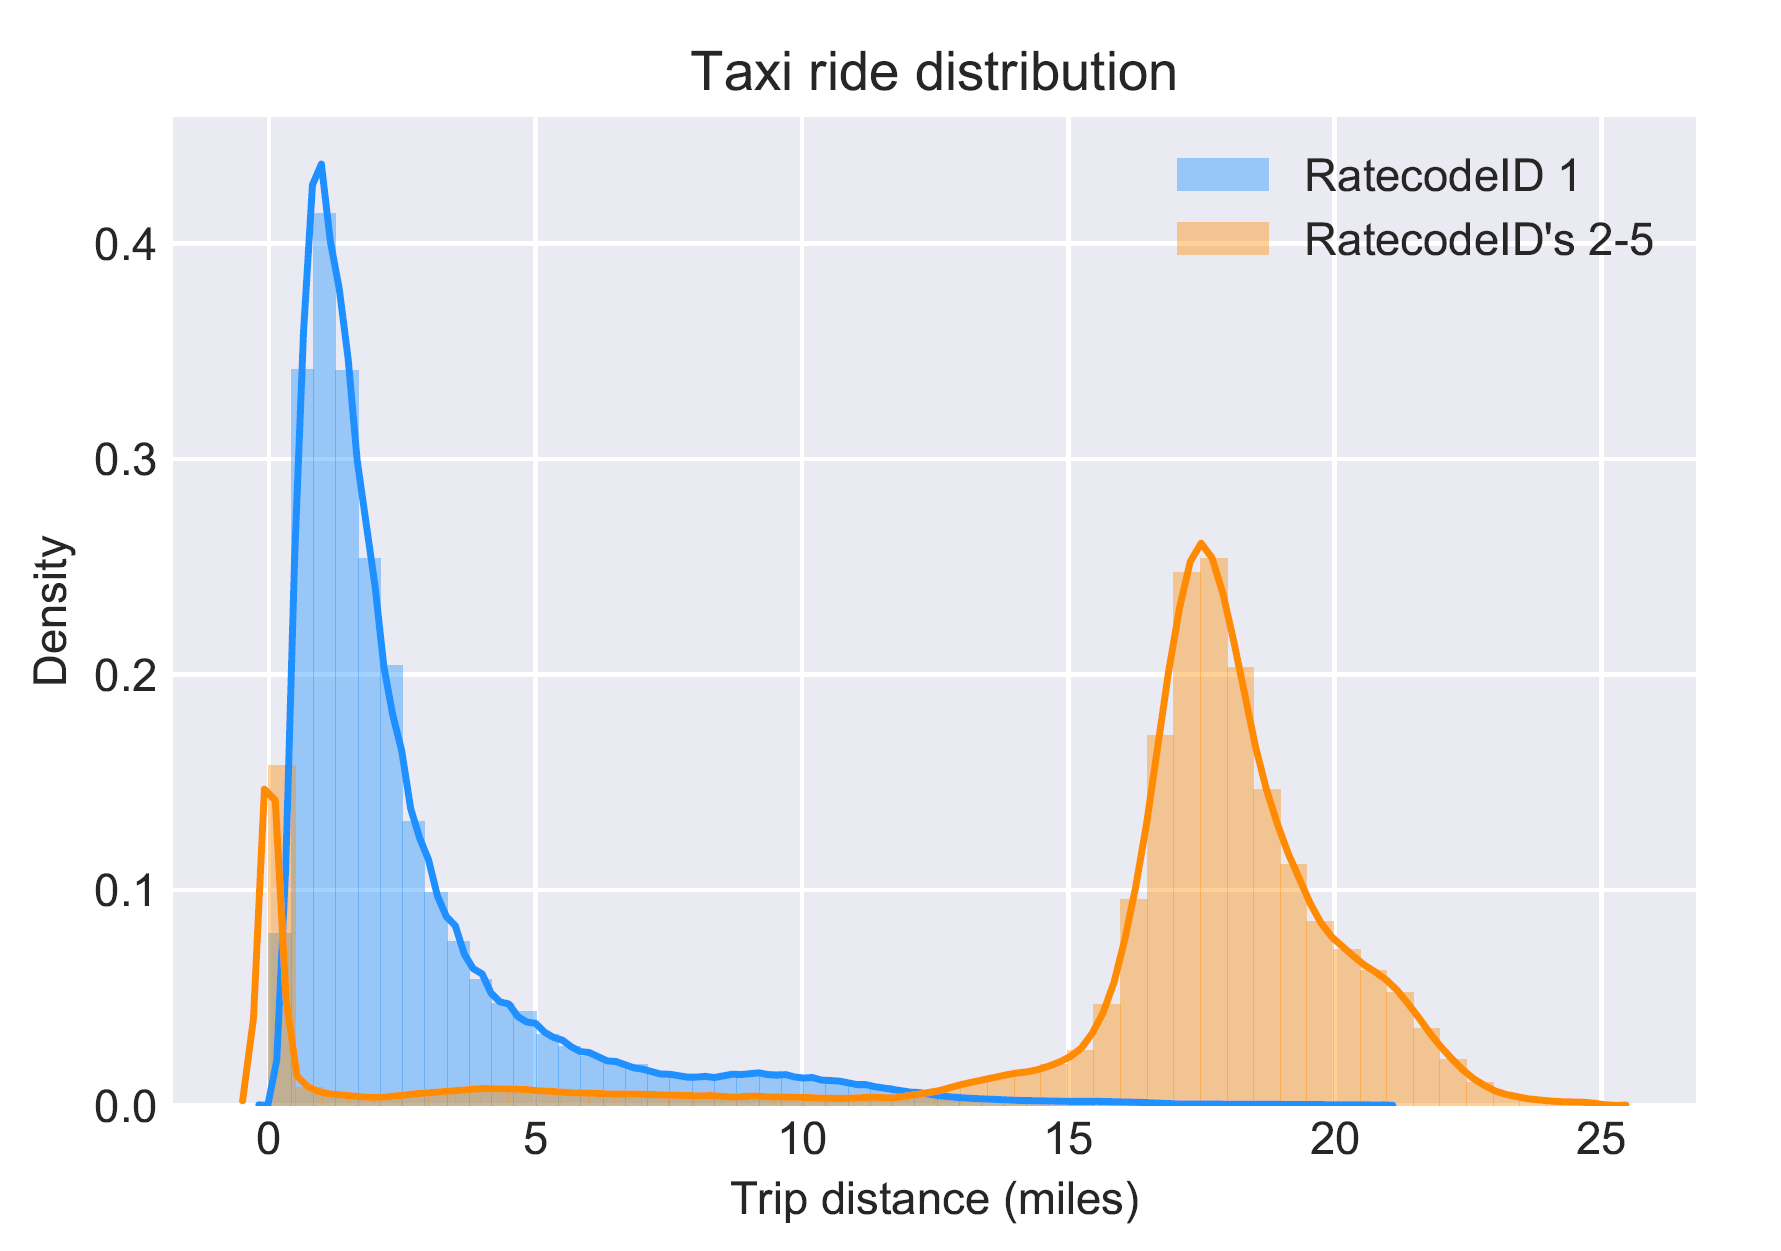 Taxi ride distribution
RatecodeID 1
RatecodeID's 2-5
0.4
0.3
0.2
0.1
0.0
Density
0 5 10 15 20 25
Trip distance (miles)